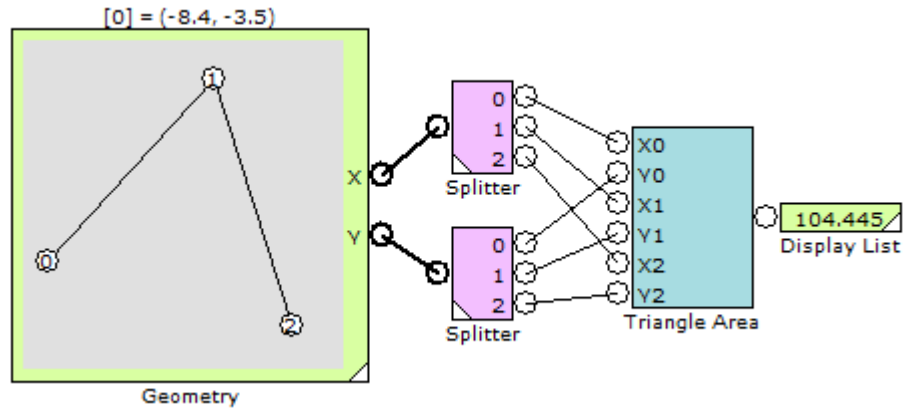 [0] = (-8.4, -3.5)
1
0
2
X
Y
Geometry
0
1
2
Splitter
0
1
2
Splitter
X0
Y0
X1
Y1
X2
Y2
Triangle Area
104.445
Display List